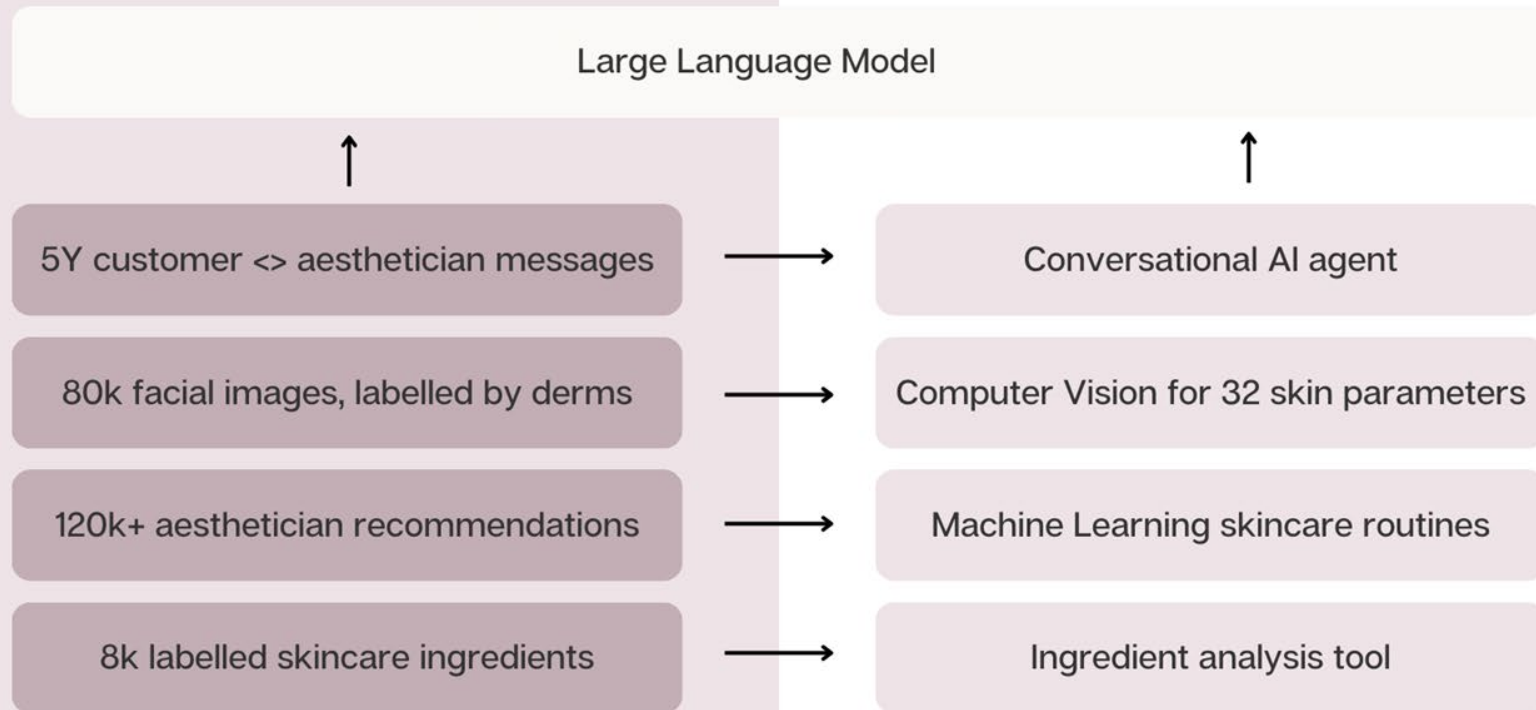 Large Language Model
5Y customer <> aesthetician messages
Conversational AI agent
80k facial images, labelled by derms
Computer Vision for 32 skin parameters
120k+ aesthetician recommendations
Machine Learning skincare routines
8k labelled skincare ingredients
Ingredient analysis tool